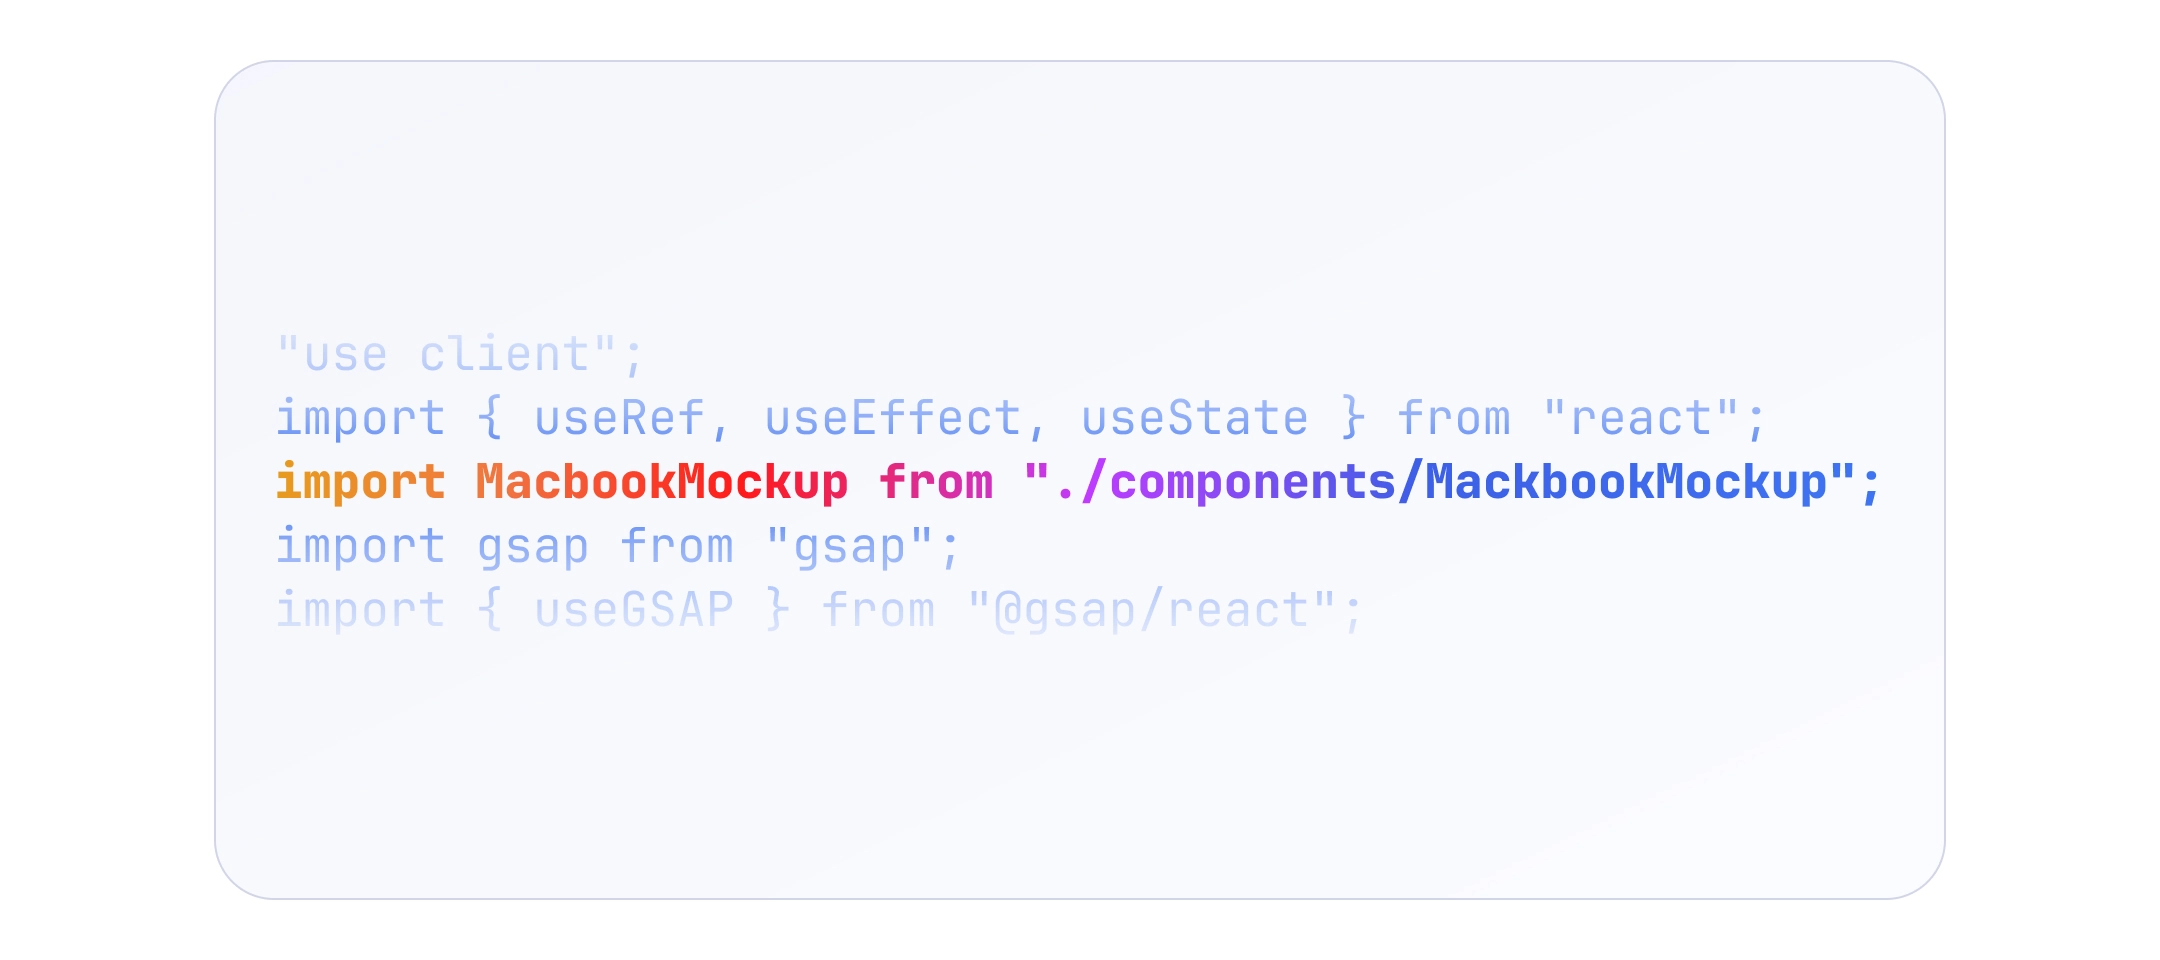 "use client";
import { useRef, useEffect, useState } from "react";
import MacbookMockup from "./components/MackbookMockup";
import gsap from "gsap";
import { useGSAP } from "@gsap/react";